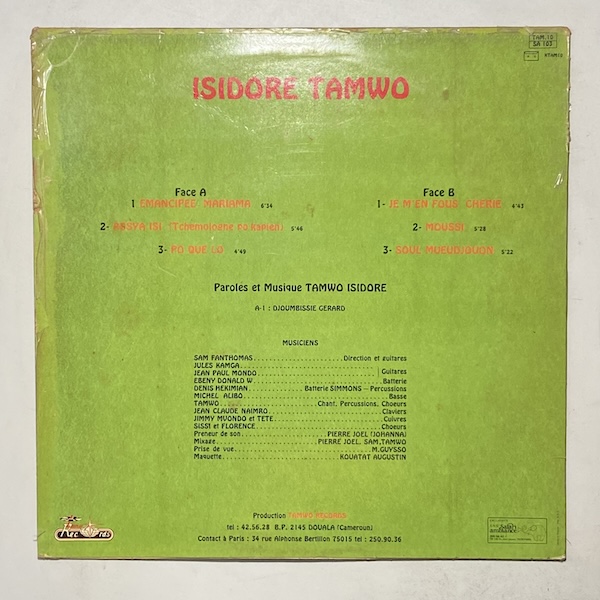 TAM.10
SA 103
ISIDORE TAMWO
Face A
1 EMANCIPEE MARIAMA 6'34
2- ASSYA ISI (Tchemologne no kapien) 5'46
3- PO QUE LO 4'49
Face B
1- JE M'EN FOUS CHERIE 4'43
2- MOUSSI 5'28
3- SOUL MUEUDJOUON 5'22
Paroles et Musique TAMWO ISIDORE
A-1 : DJOUMBISSIE GERARD
MUSICIENS
SAM FANTHOMAS Direction et guitares
JULES KAMGA
JEAN PAUL MONDO Guitares
EBENY DONALD W Batterie
DENIS HEKIMIAN Batterie SIMMONS - Percussions
MICHEL ALIBO Basse
TAMWO Chant, Percussions, Choeurs
JEAN CLAUDE NAIMRO Claviers
JIMMY MVONDO et TETE Cuivres
SISSI et FLORENCE Choeurs
Preneur de son PIERRE JOEL (JOHANNA)
Mixage PIERRE JOEL, SAM, TAMWO
Prise de vue M.GUYSSO
Maquette KOUATAT AUGUSTIN
Production TAMWO RECORDS
tel : 42.56.28 B.P. 2145 DOUALA (Cameroun)
Contact à Paris : 34 rue Alphonse Bertillon 75015 tel : 250.90.36